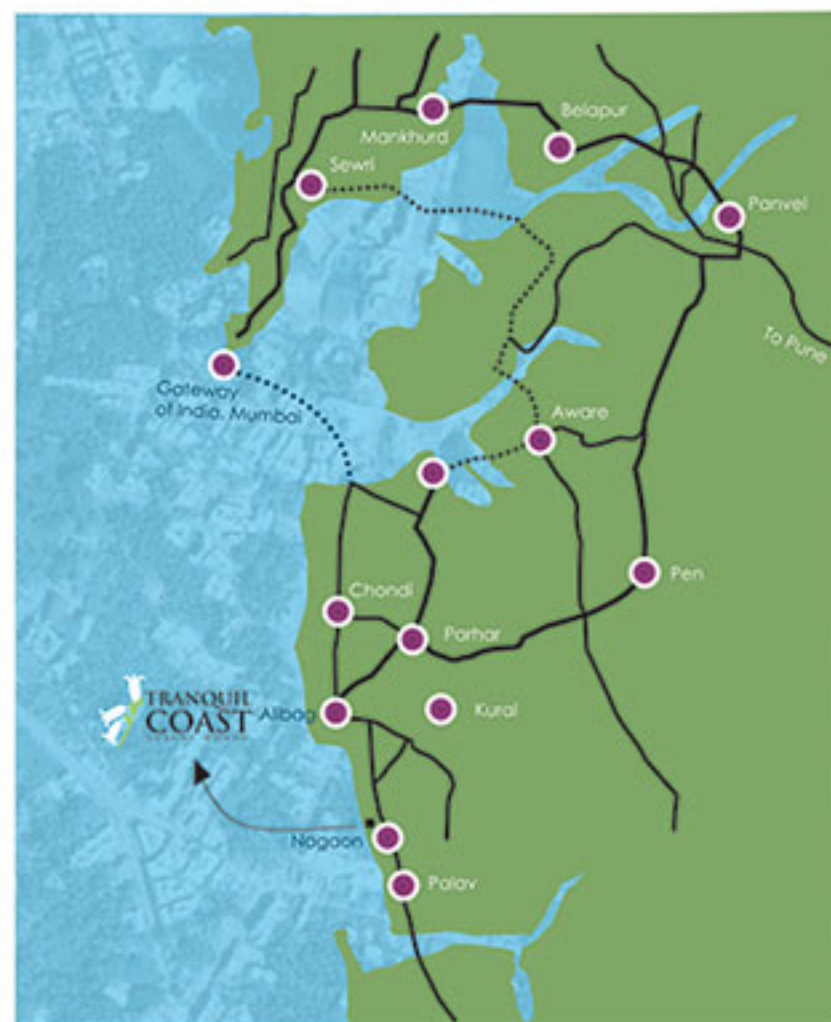 Mankhurd
Belapur
Sewri
Panvel
To Pune
Gateway
of India, Mumbai
Aware
Pen
Chondi
Porhar
TRANQUIL
COAST
Alibag
Kural
Nagaon
Palav